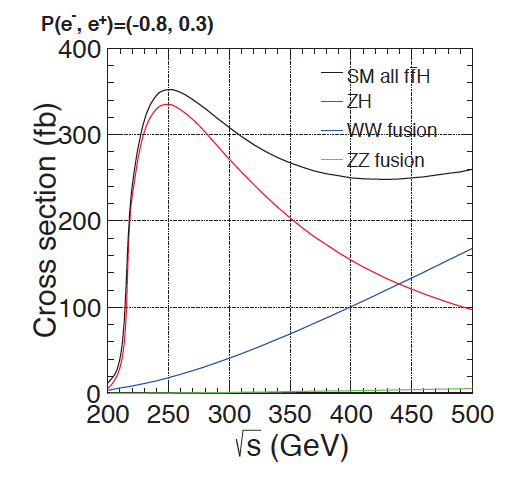 P(e⁻, e⁺)=(-0.8, 0.3)
Cross section (fb)
400
300
200
100
0
SM all ff̄H
ZH
WW fusion
ZZ fusion
200 250 300 350 400 450 500
√s (GeV)